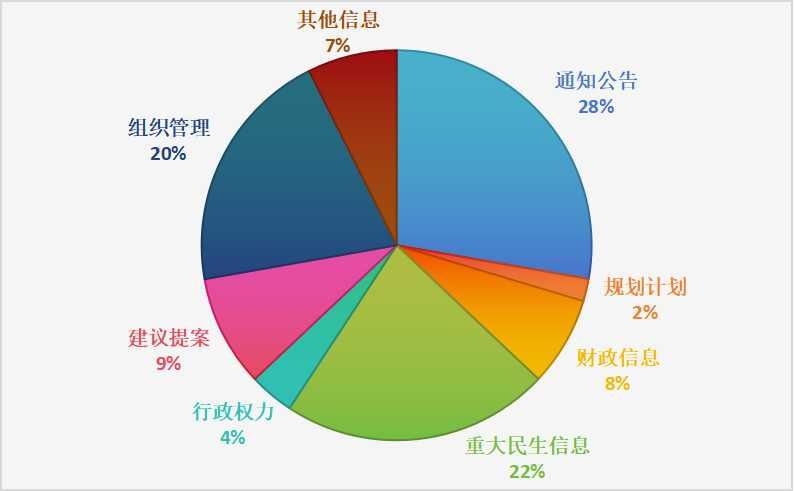 其他信息
7%
通知公告
28%
组织管理
20%
规划计划
2%
建议提案
9%
财政信息
8%
行政权力
4%
重大民生信息
22%